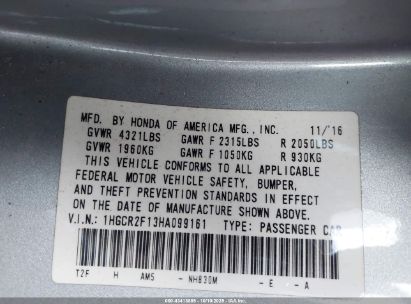 MFD. BY HONDA OF AMERICA MFG., INC. 11/'16
GVWR 4321LBS GAWR F 2315LBS R 2050LBS
GVWR 1960KG GAWR F 1050KG R 930KG
THIS VEHICLE CONFORMS TO ALL APPLICABLE
FEDERAL MOTOR VEHICLE SAFETY, BUMPER,
AND THEFT PREVENTION STANDARDS IN EFFECT
ON THE DATE OF MANUFACTURE SHOWN ABOVE.
V.I.N.: 1HGCR2F13HA099161 TYPE: PASSENGER CAR
T2F H AM5 - NH830M - E - A